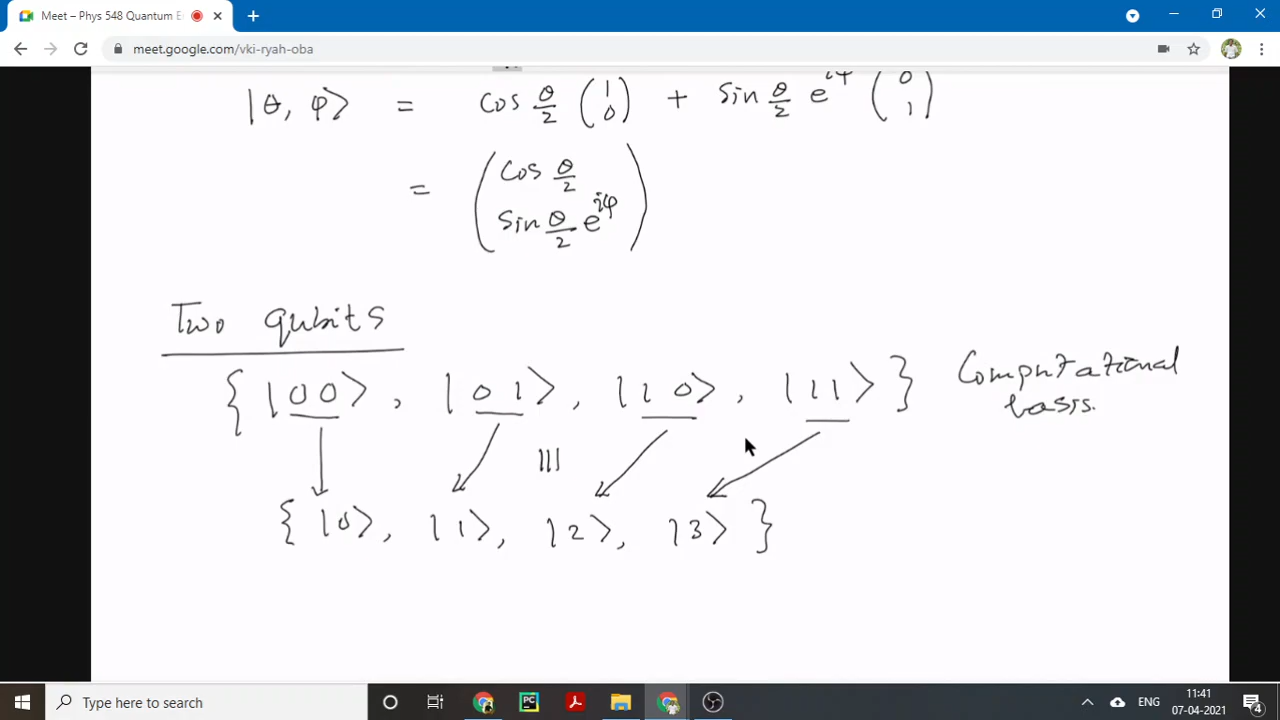 Meet – Phys 548 Quantum E
meet.google.com/vki-ryah-oba
|θ, φ> = Cos θ/2 (1 0) + Sin θ/2 e^iφ (0 1)
= (Cos θ/2
Sin θ/2 e^iφ)
Two qubits
{ |00>, |01>, |10>, |11> } Computational
basis.
|||
{ |0>, |1>, |2>, |3> }
Type here to search
PC
ENG
11:41
07-04-2021
4